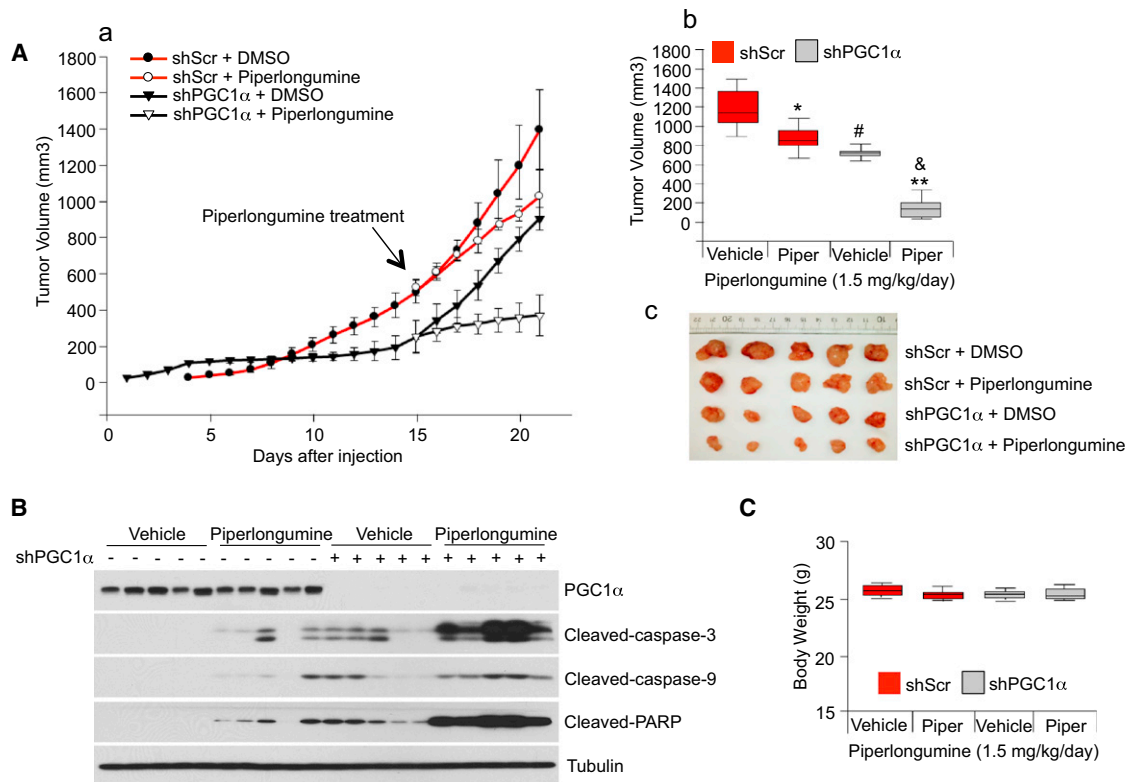 A
a
shScr + DMSO
shScr + Piperlongumine
shPGC1α + DMSO
shPGC1α + Piperlongumine
Tumor Volume (mm3)
1800
1600
1400
1200
1000
800
600
400
200
0
Piperlongumine treatment
0 5 10 15 20
Days after injection
b
shScr shPGC1α
Tumor Volume (mm3)
1800
1600
1400
1200
1000
800
600
400
200
0
*
#
&
**
Vehicle Piper Vehicle Piper
Piperlongumine (1.5 mg/kg/day)
c
shScr + DMSO
shScr + Piperlongumine
shPGC1α + DMSO
shPGC1α + Piperlongumine
B
Vehicle Piperlongumine Vehicle Piperlongumine
shPGC1α - - - - - - - - - - + + + + + + + + + +
PGC1α
Cleaved-caspase-3
Cleaved-caspase-9
Cleaved-PARP
Tubulin
C
Body Weight (g)
30
25
20
15
shScr shPGC1α
Vehicle Piper Vehicle Piper
Piperlongumine (1.5 mg/kg/day)